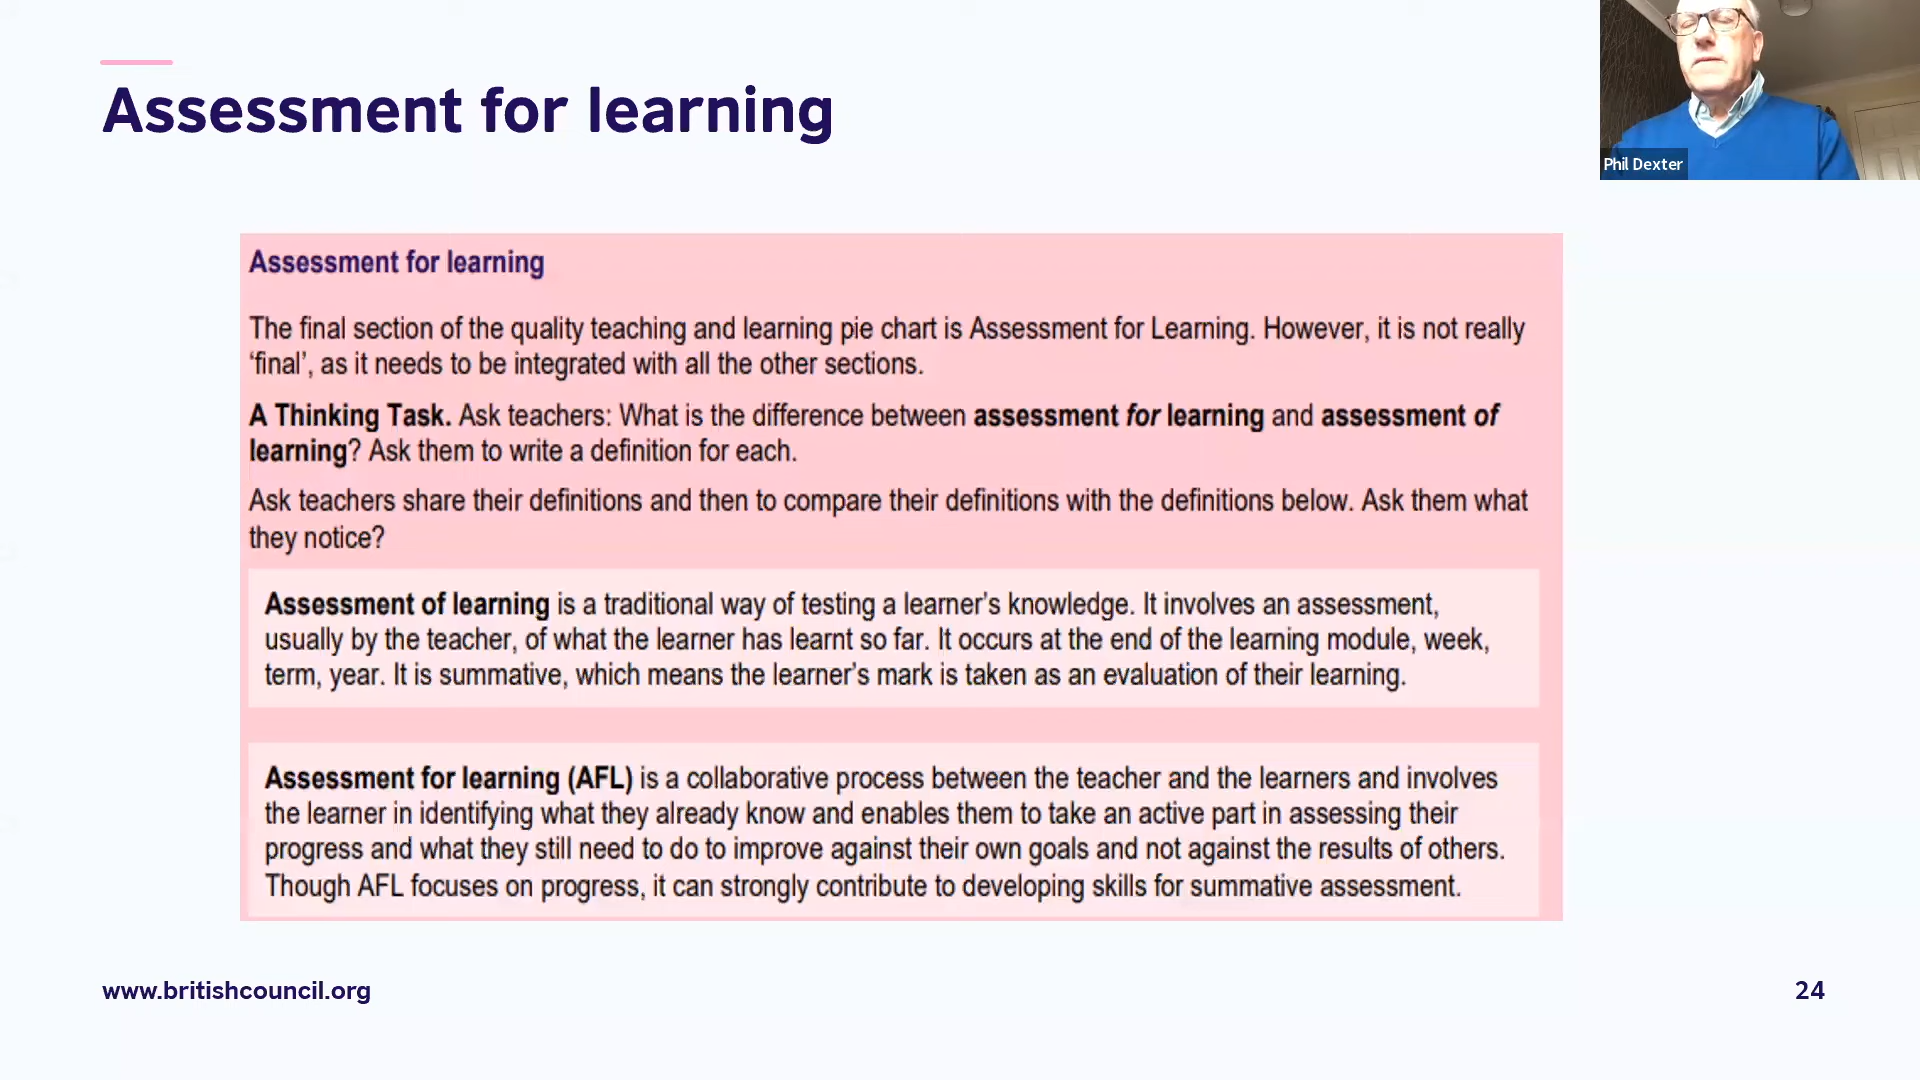 Assessment for learning
Phil Dexter
Assessment for learning
The final section of the quality teaching and learning pie chart is Assessment for Learning. However, it is not really
‘final’, as it needs to be integrated with all the other sections.
A Thinking Task. Ask teachers: What is the difference between assessment for learning and assessment of
learning? Ask them to write a definition for each.
Ask teachers share their definitions and then to compare their definitions with the definitions below. Ask them what
they notice?
Assessment of learning is a traditional way of testing a learner’s knowledge. It involves an assessment,
usually by the teacher, of what the learner has learnt so far. It occurs at the end of the learning module, week,
term, year. It is summative, which means the learner’s mark is taken as an evaluation of their learning.
Assessment for learning (AFL) is a collaborative process between the teacher and the learners and involves
the learner in identifying what they already know and enables them to take an active part in assessing their
progress and what they still need to do to improve against their own goals and not against the results of others.
Though AFL focuses on progress, it can strongly contribute to developing skills for summative assessment.
www.britishcouncil.org
24